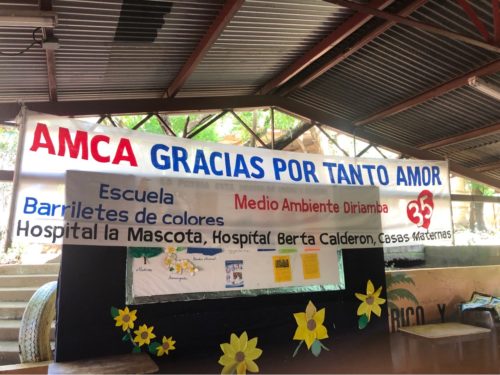 AMCA GRACIAS POR TANTO AMOR
Escuela
Barriletes de colores
Medio Ambiente Diriamba
35
Hospital la Mascota, Hospital Berta Calderon, Casas Maternas
RICO Y